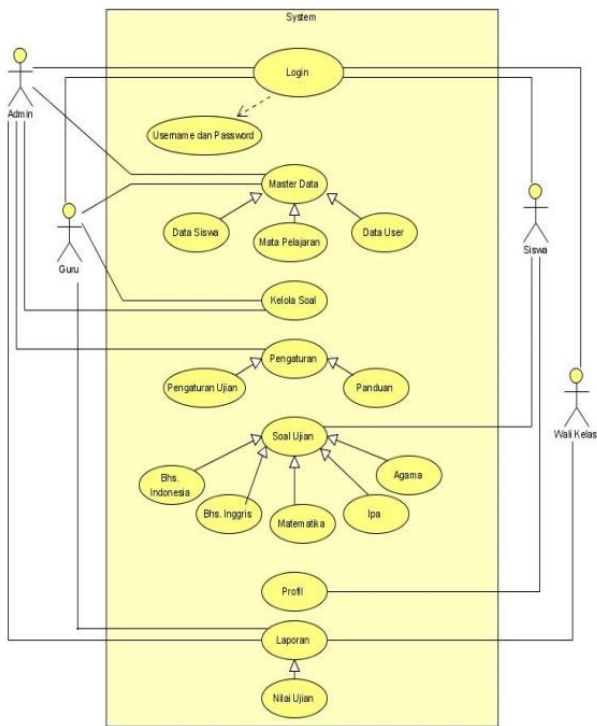 System
Login
Admin
Username dan Password
Master Data
Data Siswa
Mata Pelajaran
Data User
Guru
Siswa
Kelola Soal
Pengaturan
Pengaturan Ujian
Panduan
Wali Kelas
Soal Ujian
Bhs.
Indonesia
Bhs. Inggris
Matematika
Ipa
Agama
Profil
Laporan
Nilai Ujian